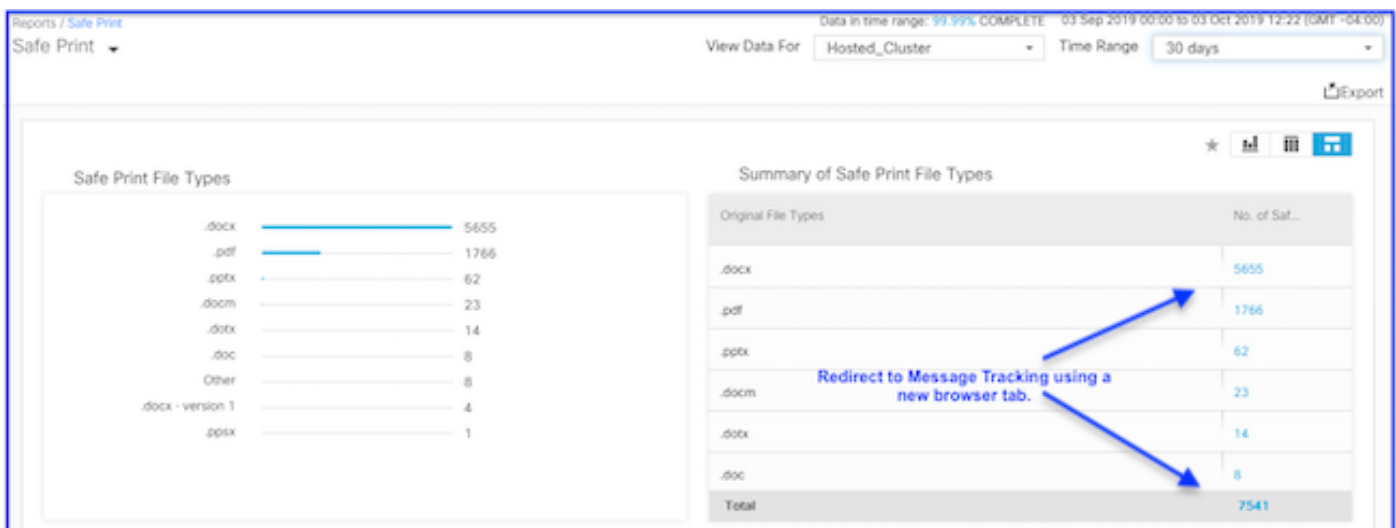 Reports / Safe Print
Data in time range: 99.99% COMPLETE 03 Sep 2019 00:00 to 03 Oct 2019 12:22 (GMT -04:00)
Safe Print
View Data For Hosted_Cluster Time Range 30 days
Export
Safe Print File Types
.docx 5655
.pdf 1766
.pptx 62
.docm 23
.dotx 14
.doc 8
Other 8
.docx - version 1 4
.ppsx 1
Summary of Safe Print File Types
Original File Types No. of Saf...
.docx 5655
.pdf 1766
.pptx 62
.docm 23
.dotx 14
.doc 8
Total 7541
Redirect to Message Tracking using a
new browser tab.